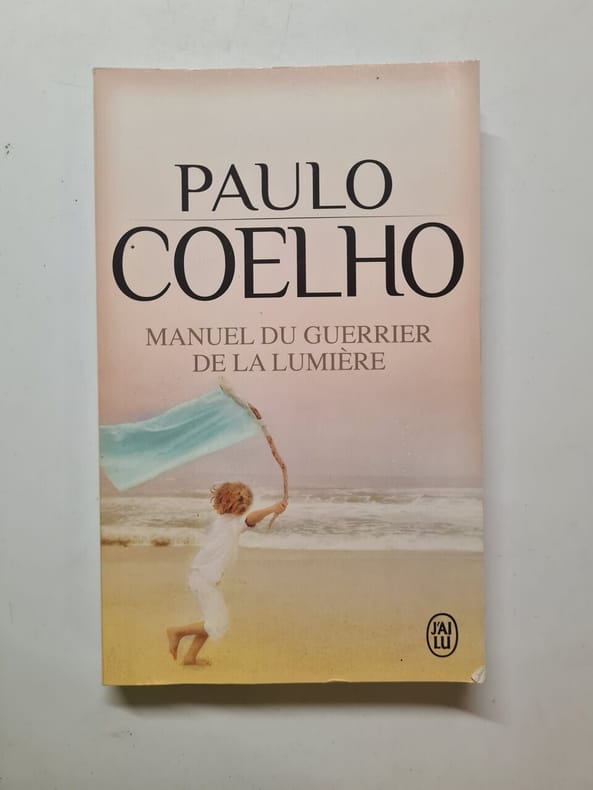 PAULO
COELHO
MANUEL DU GUERRIER
DE LA LUMIÈRE
J'AI
LU